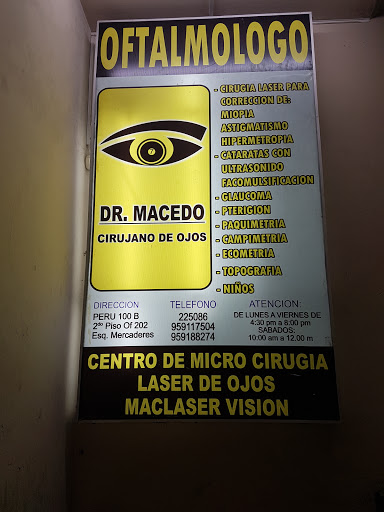 OFTALMOLOGO
- CIRUGIA LASER PARA
CORRECCION DE:
MIOPIA
ASTIGMATISMO
HIPERMETROPIA
- CATARATAS CON
ULTRASONIDO
FACOMULSIFICACION
- GLAUCOMA
- PTERIGION
- PAQUIMETRIA
- CAMPIMETRIA
- ECOMETRIA
- TOPOGRAFIA
- NIÑOS
DR. MACEDO
CIRUJANO DE OJOS
DIRECCION
PERU 100 B
2do Piso Of 202
Esq. Mercaderes
TELEFONO
225086
959117504
959188274
ATENCION:
DE LUNES A VIERNES DE
4:30 pm a 8:00 pm
SABADOS:
10:00 am a 12.00 m
CENTRO DE MICRO CIRUGIA
LASER DE OJOS
MACLASER VISION